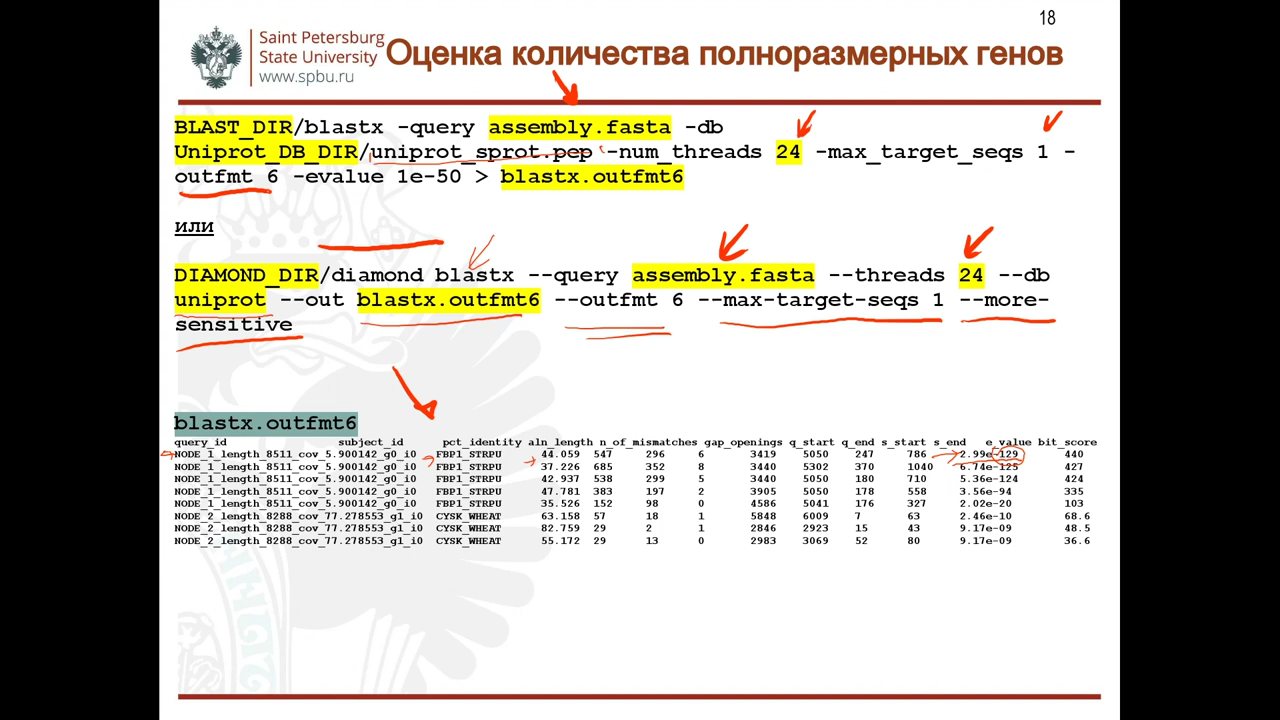 18
Saint Petersburg
State University
www.spbu.ru
Оценка количества полноразмерных генов
BLAST_DIR/blastx -query assembly.fasta -db
Uniprot_DB_DIR/uniprot_sprot.pep -num_threads 24 -max_target_seqs 1 -
outfmt 6 -evalue 1e-50 > blastx.outfmt6
или
DIAMOND_DIR/diamond blastx --query assembly.fasta --threads 24 --db
uniprot --out blastx.outfmt6 --outfmt 6 --max-target-seqs 1 --more-
sensitive
blastx.outfmt6
query_id subject_id pct_identity aln_length n_of_mismatches gap_openings q_start q_end s_start s_end e_value bit_score
NODE_1_length_8511_cov_5.900142_g0_i0 FBP1_STRPU 44.059 547 296 6 3419 5050 247 786 2.99e-129 440
NODE_1_length_8511_cov_5.900142_g0_i0 FBP1_STRPU 37.226 685 352 8 3440 5302 370 1040 6.74e-125 427
NODE_1_length_8511_cov_5.900142_g0_i0 FBP1_STRPU 42.937 538 299 5 3440 5050 180 710 5.36e-124 424
NODE_1_length_8511_cov_5.900142_g0_i0 FBP1_STRPU 47.781 383 197 2 3905 5050 178 558 3.56e-94 335
NODE_1_length_8511_cov_5.900142_g0_i0 FBP1_STRPU 35.526 152 98 0 4586 5041 176 327 2.02e-20 103
NODE_2_length_8288_cov_77.278553_g1_i0 CYSK_WHEAT 63.158 57 18 1 5848 6009 7 63 2.46e-10 68.6
NODE_2_length_8288_cov_77.278553_g1_i0 CYSK_WHEAT 82.759 29 2 1 2846 2923 15 43 9.17e-09 48.5
NODE_2_length_8288_cov_77.278553_g1_i0 CYSK_WHEAT 55.172 29 13 0 2983 3069 52 80 9.17e-09 36.6